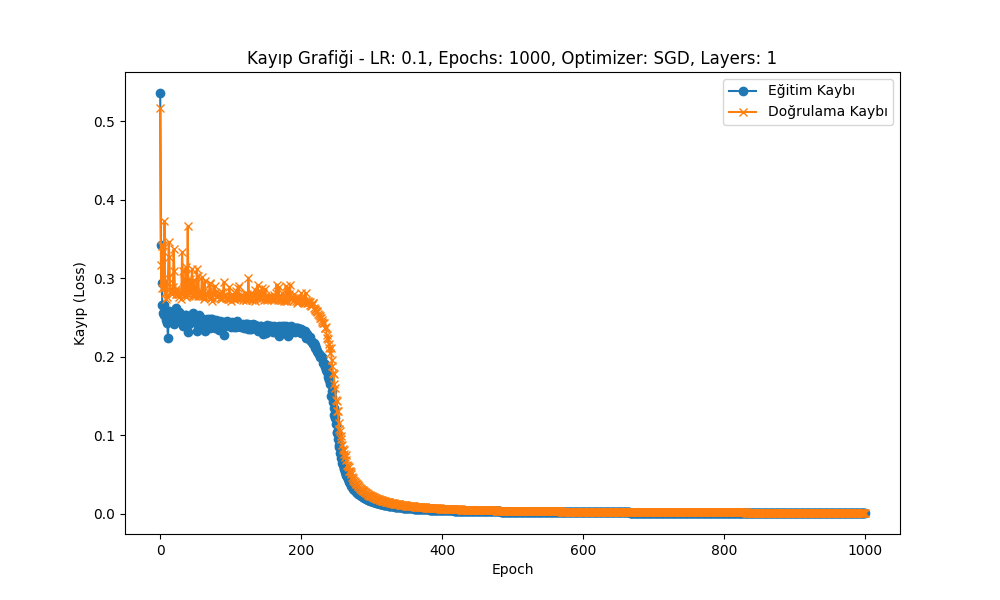 Kayıp Grafiği - LR: 0.1, Epochs: 1000, Optimizer: SGD, Layers: 1
Eğitim Kaybı
Doğrulama Kaybı
Kayıp (Loss)
0.5
0.4
0.3
0.2
0.1
0.0
0 200 400 600 800 1000
Epoch